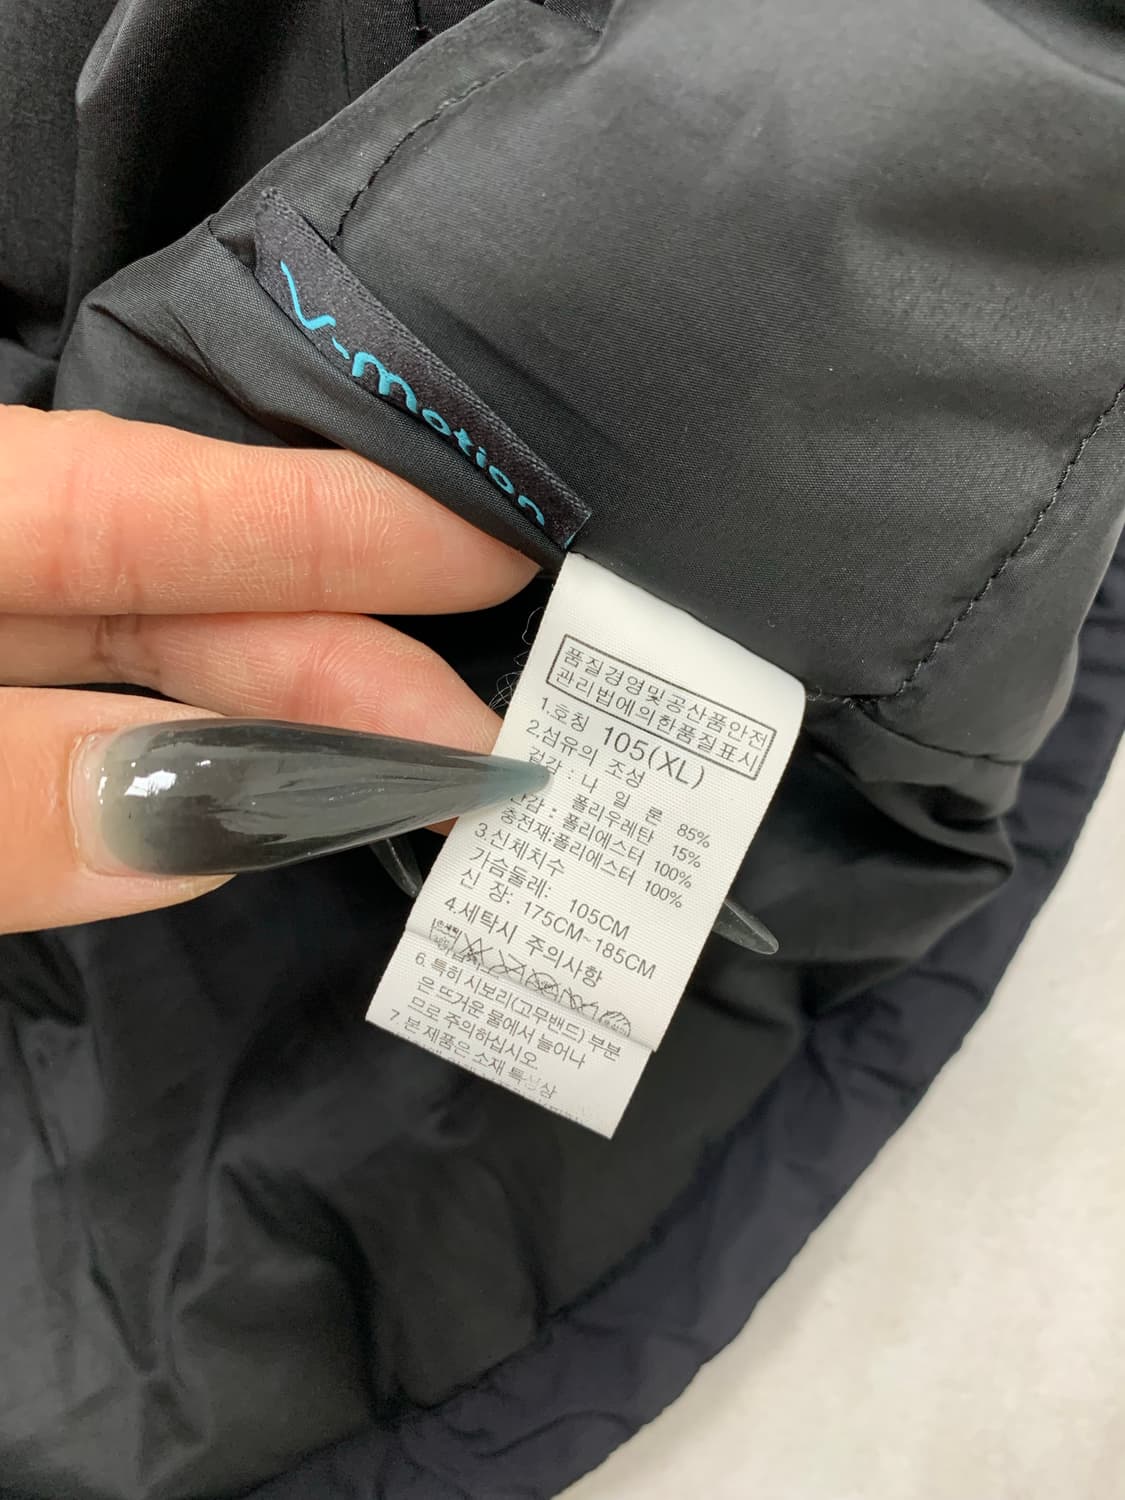 V-motion
품질경영및공산품안전
관리법에의한품질표시
1.호칭 105(XL)
2.섬유의 조성
겉감 : 나 일 론 85%
폴리우레탄 15%
안감 : 폴리에스터 100%
충전재:폴리에스터 100%
3.신체치수
가슴둘레: 105CM
신 장: 175CM~185CM
4.세탁시 주의사항
6. 특히 시보리(고무밴드) 부분
은 뜨거운 물에서 늘어나
므로 주의하십시오.
7. 본 제품은 소재 특성상